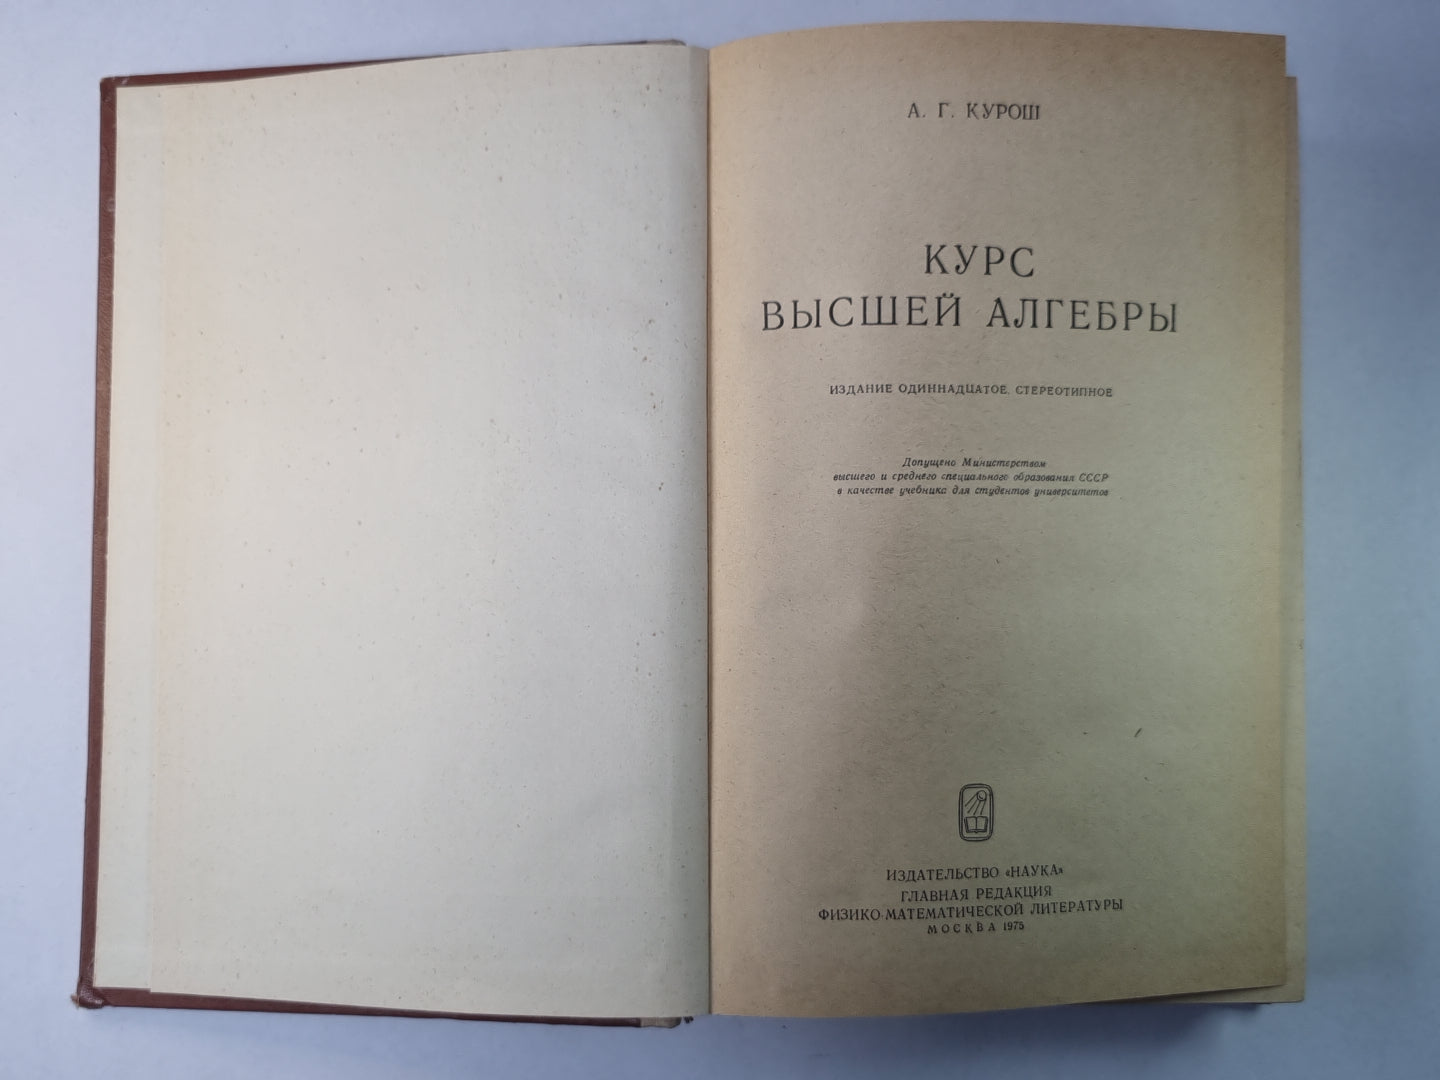 А. Г. КУРОШ
КУРС
ВЫСШЕЙ АЛГЕБРЫ
ИЗДАНИЕ ОДИННАДЦАТОЕ, СТЕРЕОТИПНОЕ
Допущено Министерством
высшего и среднего специального образования СССР
в качестве учебника для студентов университетов
ИЗДАТЕЛЬСТВО «НАУКА»
ГЛАВНАЯ РЕДАКЦИЯ
ФИЗИКО-МАТЕМАТИЧЕСКОЙ ЛИТЕРАТУРЫ
МОСКВА 1975